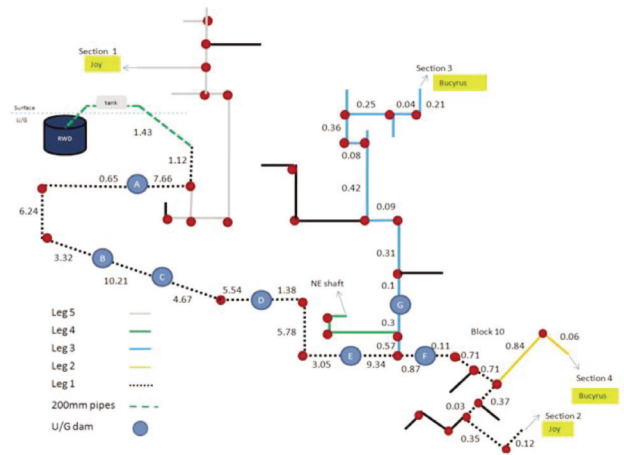 Section 1
Joy
tank
Surface
U/G
RWD
1.43
1.12
0.65
A
7.66
6.24
3.32
B
10.21
C
4.67
5.54
D
1.38
5.78
3.05
E
9.34
NE shaft
Section 3
Bucyrus
0.25
0.04
0.21
0.36
0.08
0.42
0.09
0.31
0.1
G
0.3
0.57
0.87
F
0.11
Block 10
0.71
0.71
0.84
0.06
Section 4
Bucyrus
0.37
0.03
0.35
Section 2
Joy
0.12
Leg 5
Leg 4
Leg 3
Leg 2
Leg 1
200mm pipes
U/G dam